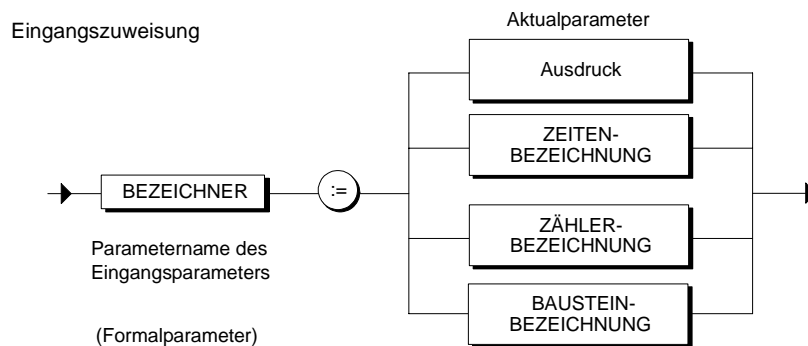 Eingangszuweisung
Aktualparameter
Ausdruck
ZEITEN-
BEZEICHNUNG
BEZEICHNER
:=
ZÄHLER-
BEZEICHNUNG
Parametername des
Eingangsparameters
BAUSTEIN-
BEZEICHNUNG
(Formalparameter)